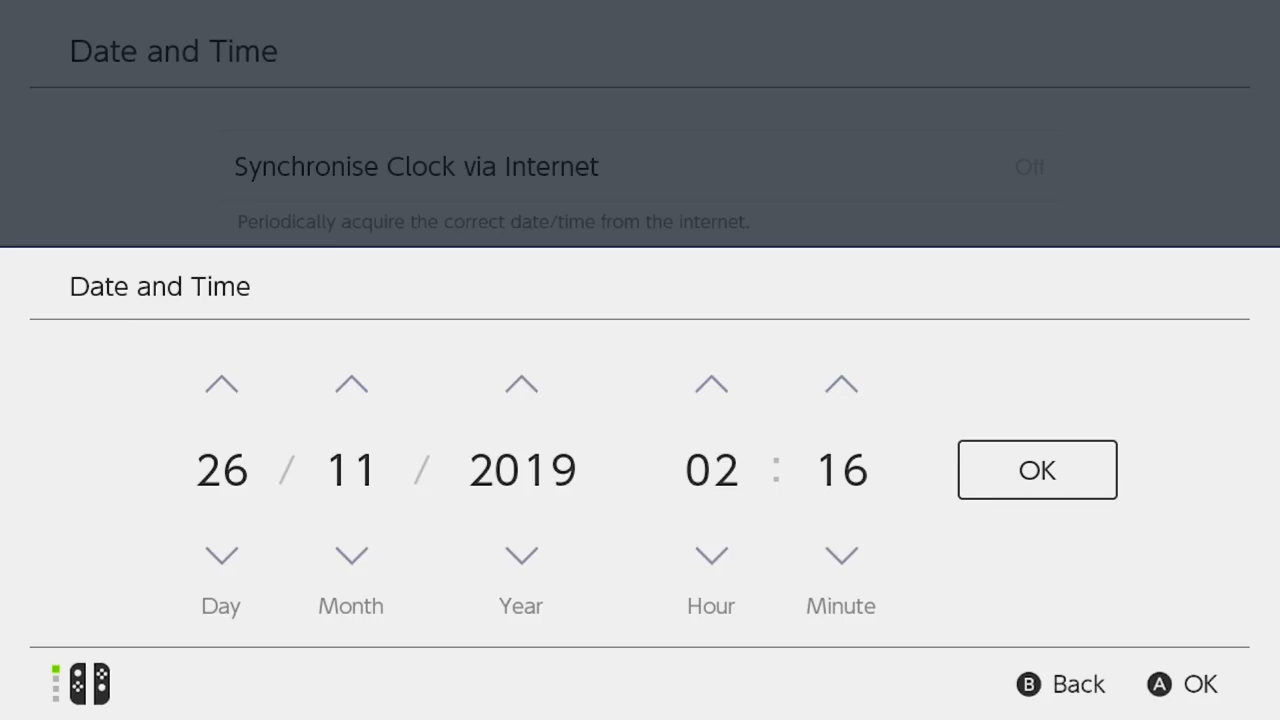 Date and Time
Synchronise Clock via Internet Off
Periodically acquire the correct date/time from the internet.
Date and Time
26 / 11 / 2019 02 : 16 OK
Day Month Year Hour Minute
B Back A OK